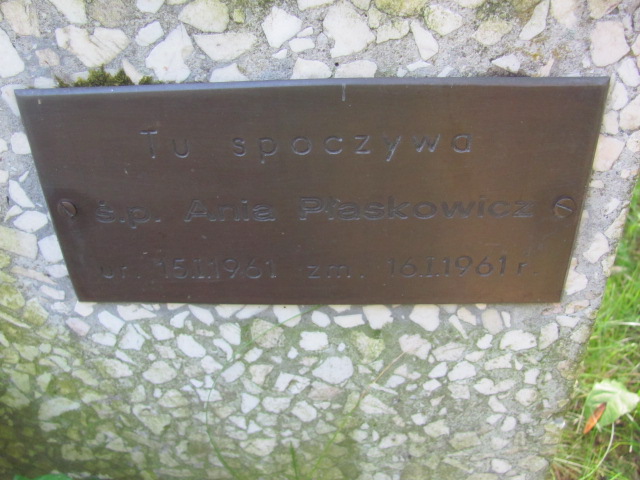 Tu spoczywa
ś.p. Ania Płaskowicz
ur. 15.I.1961 zm. 16.I.1961 r.